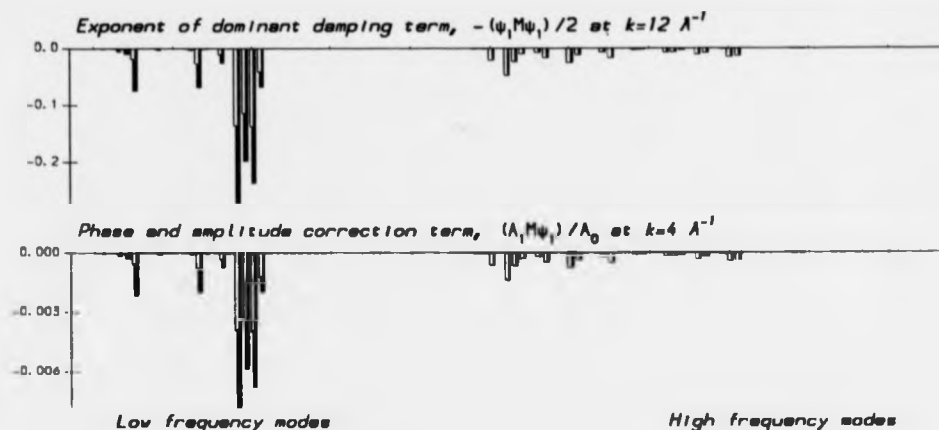 Exponent of dominant damping term, -(ψ₁Mψ₁)/2 at k=12 Å⁻¹
0.0
-0.1
-0.2
Phase and amplitude correction term, (A₁Mψ₁)/A₀ at k=4 Å⁻¹
0.000
-0.003
-0.006
Low frequency modes
High frequency modes